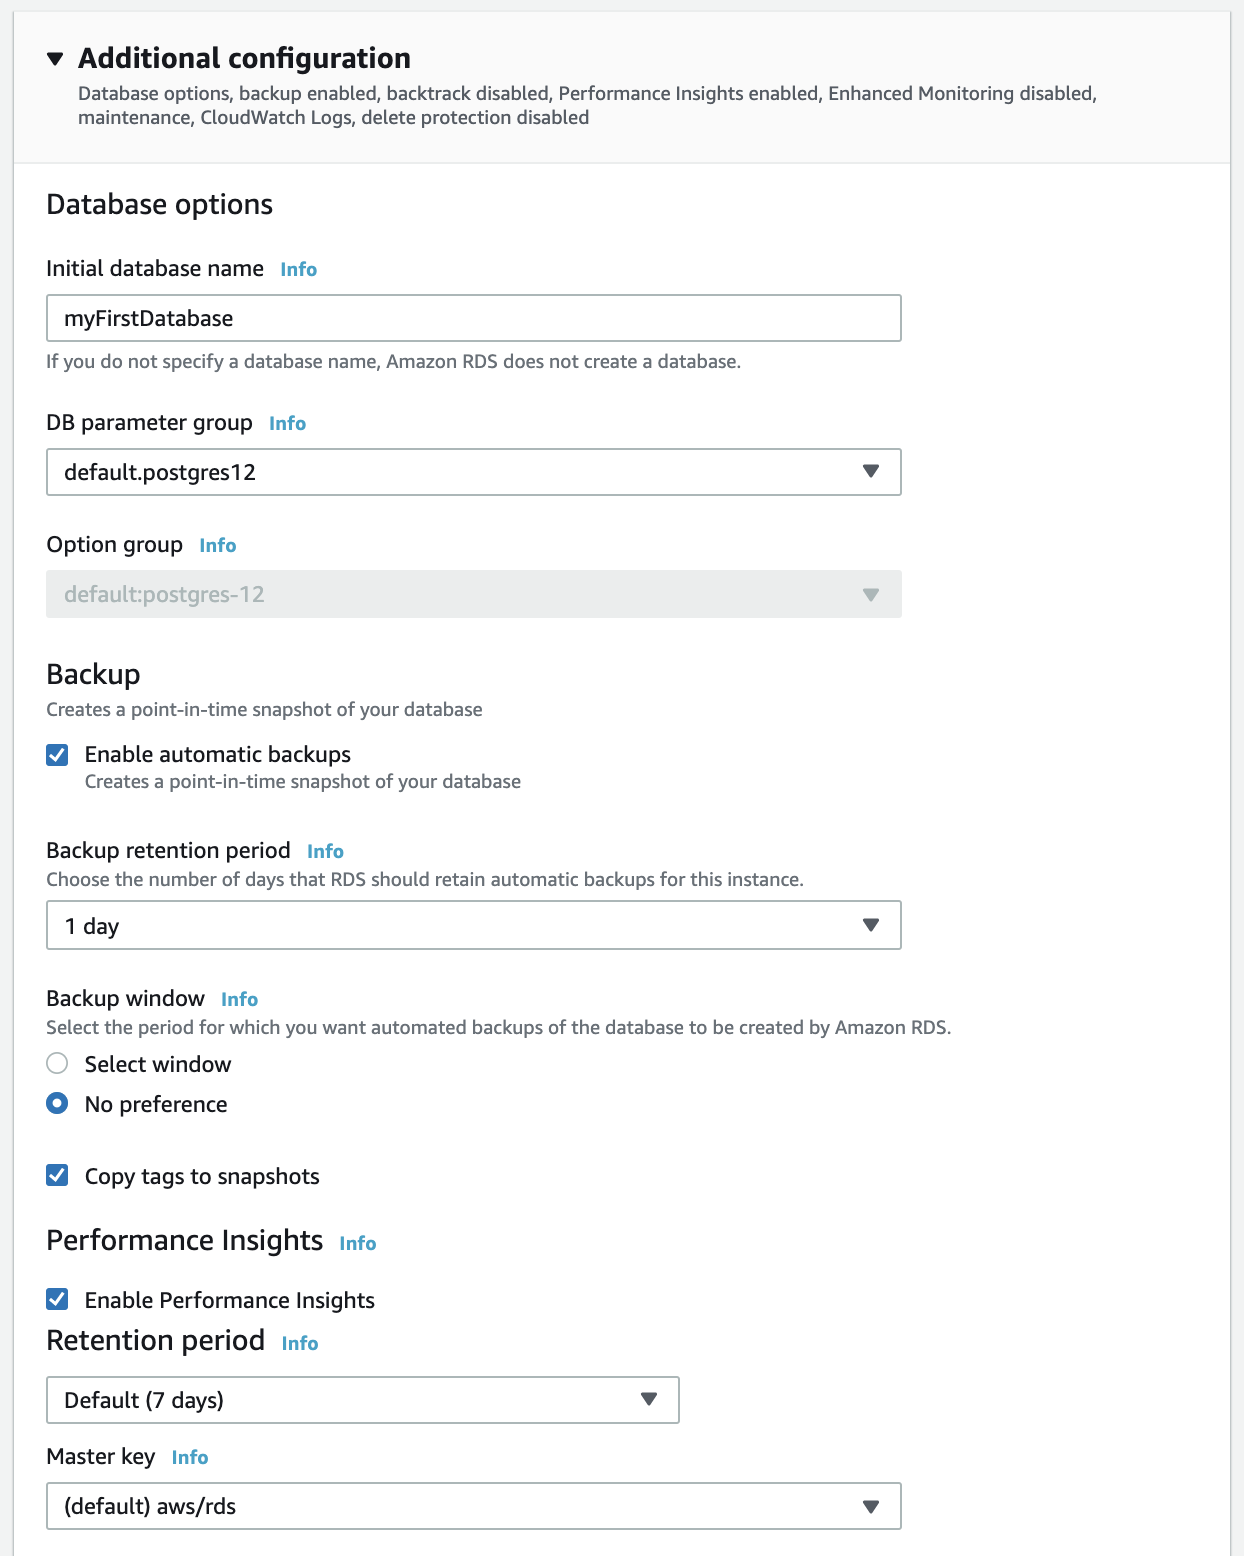 Additional configuration
Database options, backup enabled, backtrack disabled, Performance Insights enabled, Enhanced Monitoring disabled,
maintenance, CloudWatch Logs, delete protection disabled
Database options
Initial database name Info
myFirstDatabase
If you do not specify a database name, Amazon RDS does not create a database.
DB parameter group Info
default.postgres12
Option group Info
default:postgres-12
Backup
Creates a point-in-time snapshot of your database
Enable automatic backups
Creates a point-in-time snapshot of your database
Backup retention period Info
Choose the number of days that RDS should retain automatic backups for this instance.
1 day
Backup window Info
Select the period for which you want automated backups of the database to be created by Amazon RDS.
Select window
No preference
Copy tags to snapshots
Performance Insights Info
Enable Performance Insights
Retention period Info
Default (7 days)
Master key Info
(default) aws/rds